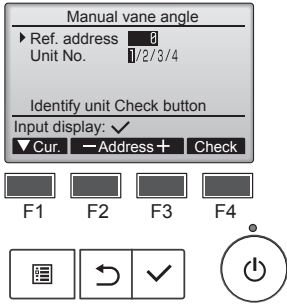 Manual vane angle
Ref. address 0
Unit No. 1/2/3/4
Identify unit Check button
Input display: ✓
▼Cur. −Address+ Check
F1 F2 F3 F4